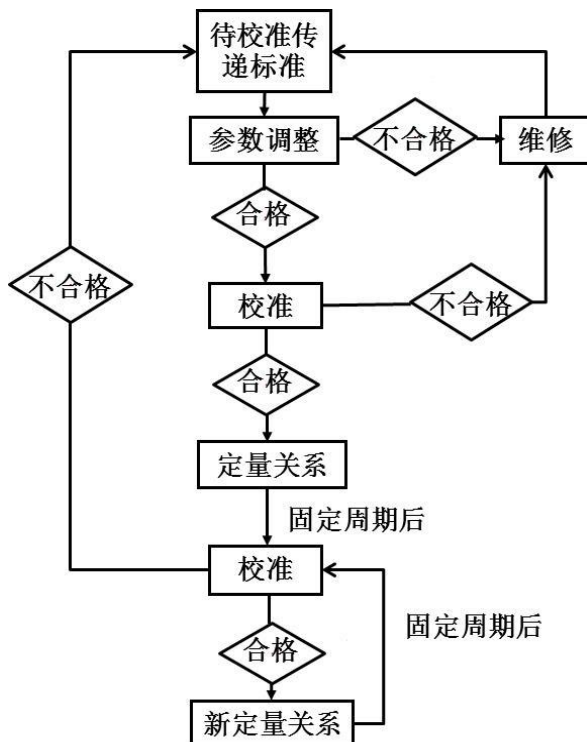 待校准传
递标准
参数调整
不合格
维修
合格
不合格
校准
不合格
合格
定量关系
固定周期后
校准
固定周期后
合格
新定量关系